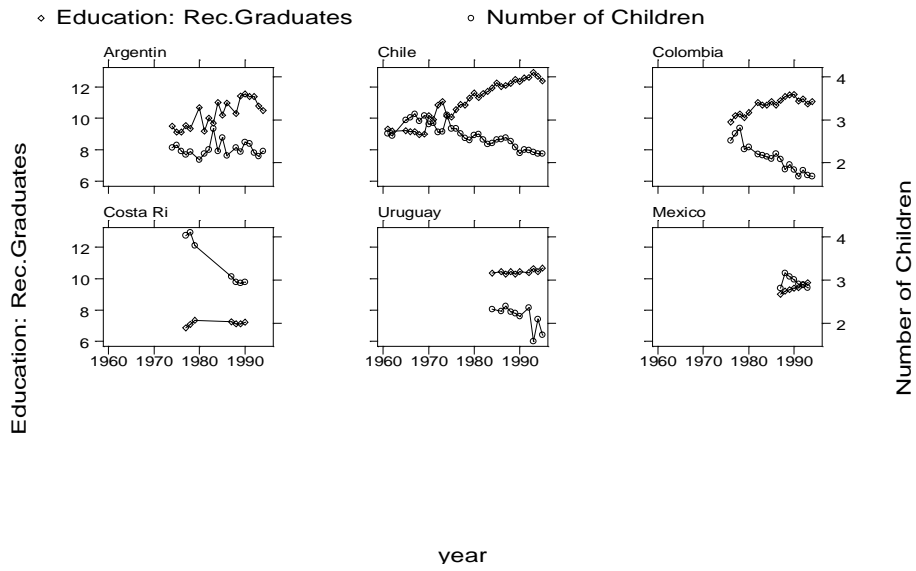 Education: Rec.Graduates
Number of Children
Argentin
Chile
Colombia
12
10
8
6
4
3
2
Costa Ri
Uruguay
Mexico
12
10
8
6
4
3
2
1960 1970 1980 1990
1960 1970 1980 1990
1960 1970 1980 1990
Education: Rec.Graduates
Number of Children
year